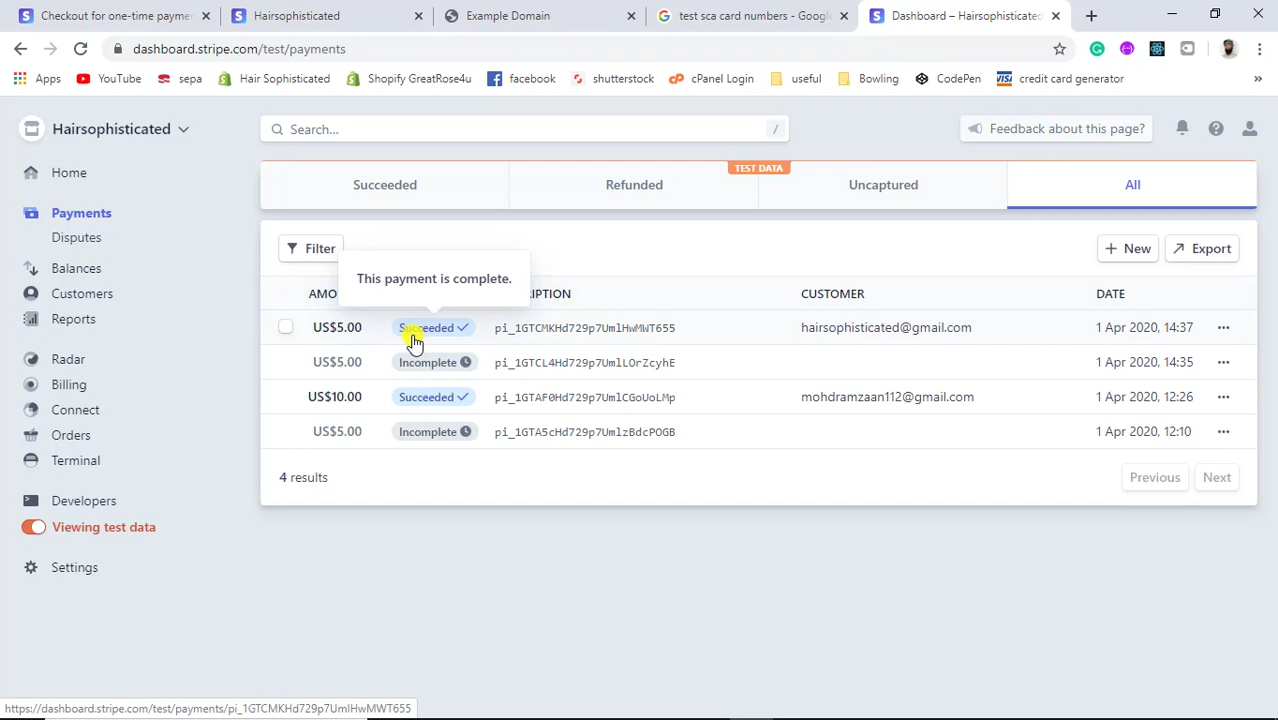 Checkout for one-time payme
Hairsophisticated
Example Domain
test sca card numbers - Googl
Dashboard – Hairsophisticated
dashboard.stripe.com/test/payments
Apps
YouTube
sepa
Hair Sophisticated
Shopify GreatRose4u
facebook
shutterstock
cPanel Login
useful
Bowling
CodePen
VISA
credit card generator
»
Hairsophisticated
Search...
/
Feedback about this page?
Home
Payments
Disputes
Balances
Customers
Reports
Radar
Billing
Connect
Orders
Terminal
Developers
Viewing test data
Settings
TEST DATA
Succeeded Refunded Uncaptured All
Filter
New
Export
This payment is complete.
AMO IPTION CUSTOMER DATE
US$5.00 Succeeded pi_1GTCMKHd729p7UmlHwMWT655 hairsophisticated@gmail.com 1 Apr 2020, 14:37
US$5.00 Incomplete pi_1GTCL4Hd729p7UmlLOrZcyhE 1 Apr 2020, 14:35
US$10.00 Succeeded pi_1GTAF0Hd729p7UmlCGoUoLMp mohdramzaan112@gmail.com 1 Apr 2020, 12:26
US$5.00 Incomplete pi_1GTA5cHd729p7UmlzBdcPOGB 1 Apr 2020, 12:10
4 results
Previous
Next
https://dashboard.stripe.com/test/payments/pi_1GTCMKHd729p7UmlHwMWT655